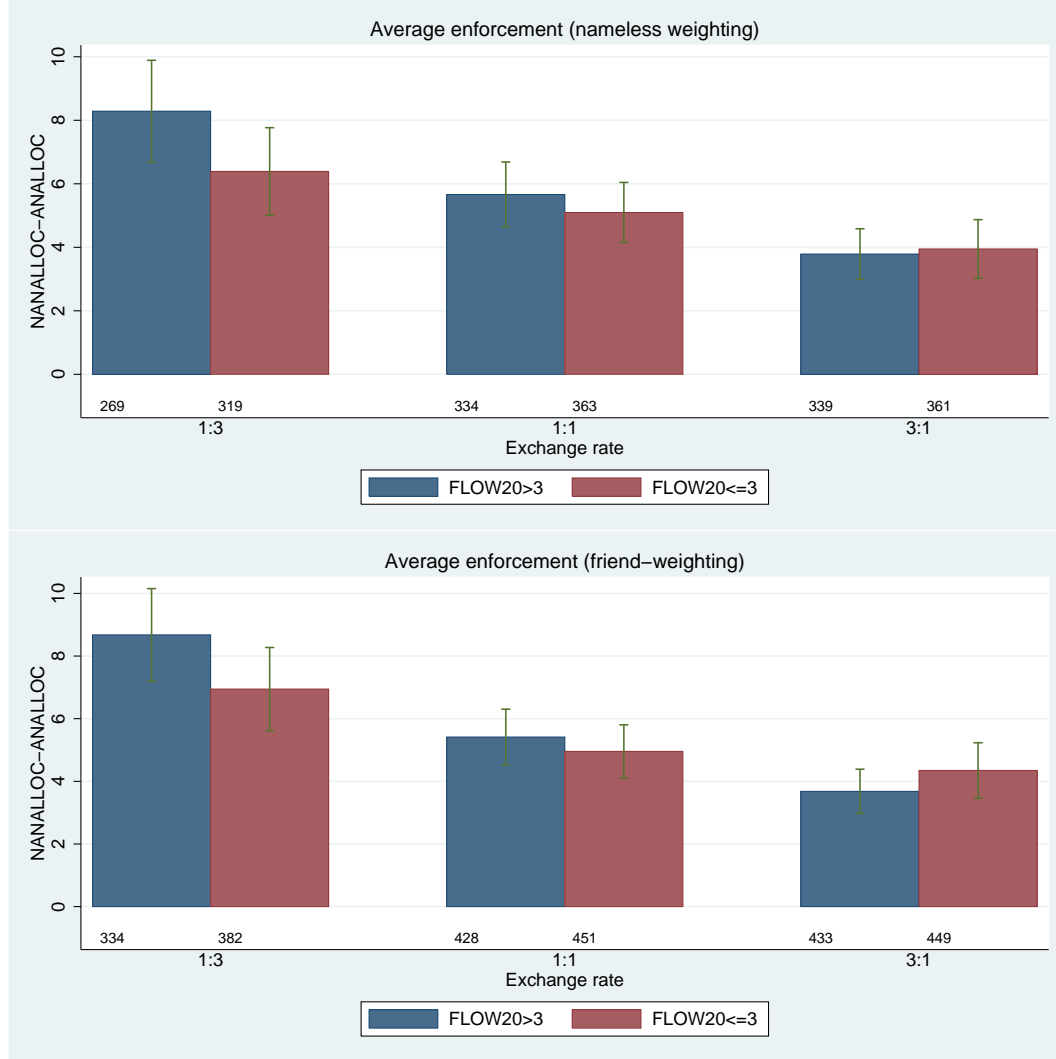 Average enforcement (nameless weighting)
NANALLOC−ANALLOC
10
8
6
4
2
0
269 319 334 363 339 361
1:3 1:1 3:1
Exchange rate
FLOW20>3 FLOW20<=3
Average enforcement (friend−weighting)
NANALLOC−ANALLOC
10
8
6
4
2
0
334 382 428 451 433 449
1:3 1:1 3:1
Exchange rate
FLOW20>3 FLOW20<=3